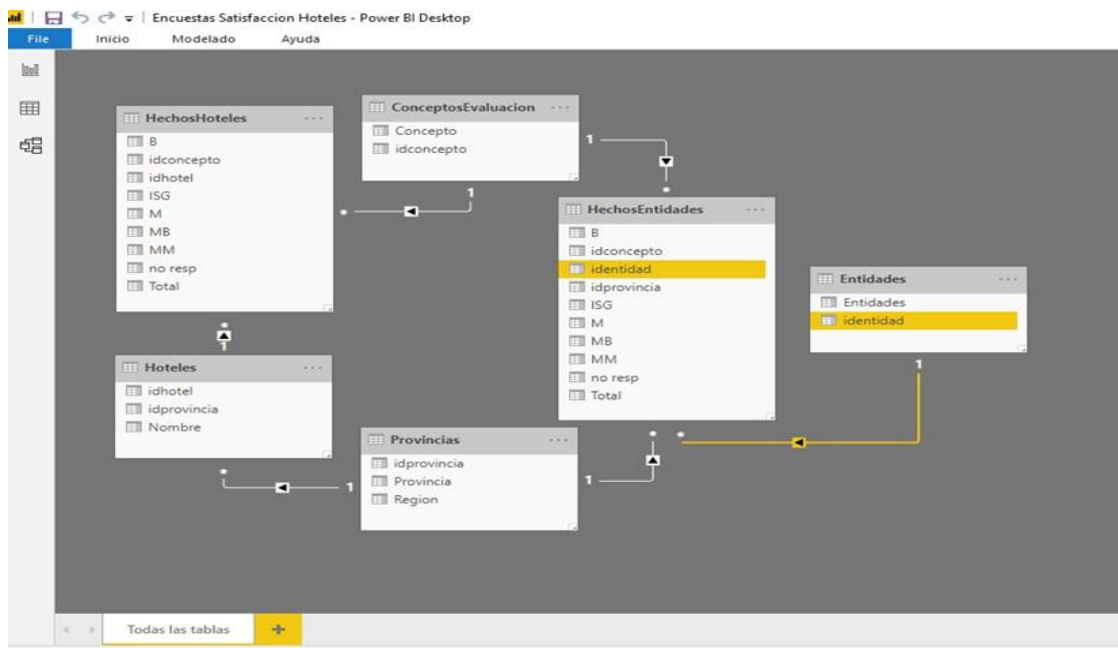 Encuestas Satisfaccion Hoteles - Power BI Desktop
File Inicio Modelado Ayuda
HechosHoteles ...
B
idconcepto
idhotel
ISG
M
MB
MM
no resp
Total
ConceptosEvaluacion ...
Concepto
idconcepto
1
*
1
*
HechosEntidades ...
B
idconcepto
identidad
idprovincia
ISG
M
MB
MM
no resp
Total
Entidades ...
Entidades
identidad
1
*
*
1
Hoteles ...
idhotel
idprovincia
Nombre
*
1
Provincias ...
idprovincia
Provincia
Region
1
*
Todas las tablas +